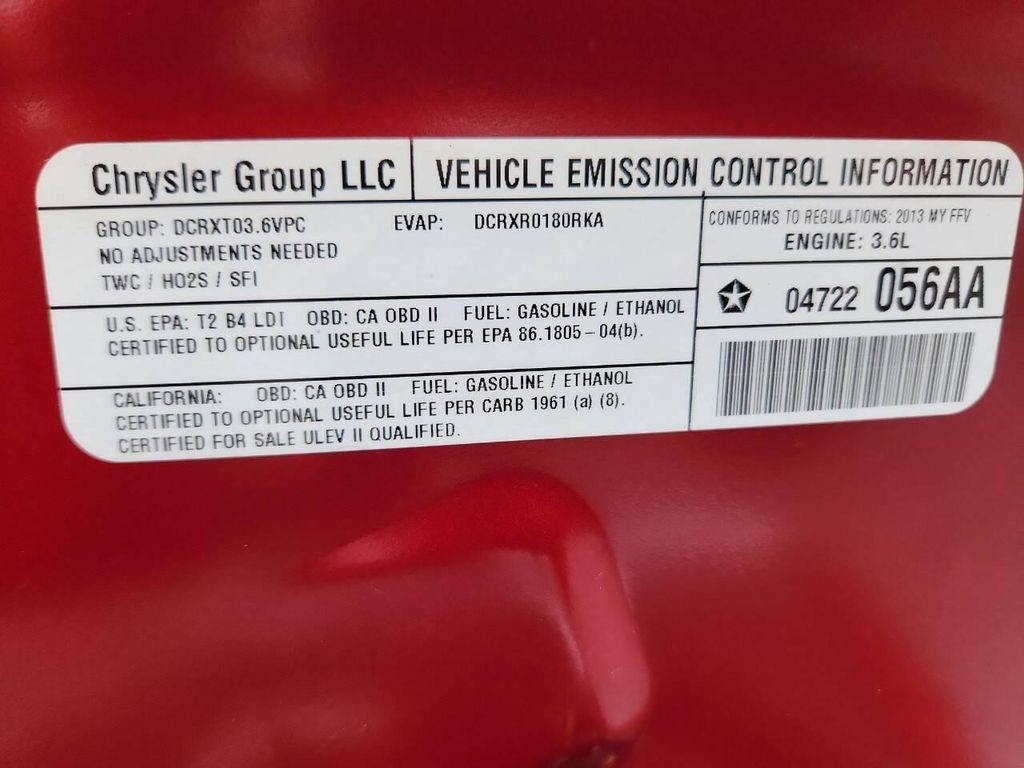 Chrysler Group LLC
VEHICLE EMISSION CONTROL INFORMATION
GROUP: DCRXT03.6VPC EVAP: DCRXR0180RKA
NO ADJUSTMENTS NEEDED
TWC / HO2S / SFI
CONFORMS TO REGULATIONS: 2013 MY FFV
ENGINE: 3.6L
04722 056AA
U.S. EPA: T2 B4 LDT OBD: CA OBD II FUEL: GASOLINE / ETHANOL
CERTIFIED TO OPTIONAL USEFUL LIFE PER EPA 86.1805-04(b).
CALIFORNIA: OBD: CA OBD II FUEL: GASOLINE / ETHANOL
CERTIFIED TO OPTIONAL USEFUL LIFE PER CARB 1961 (a) (8).
CERTIFIED FOR SALE ULEV II QUALIFIED.